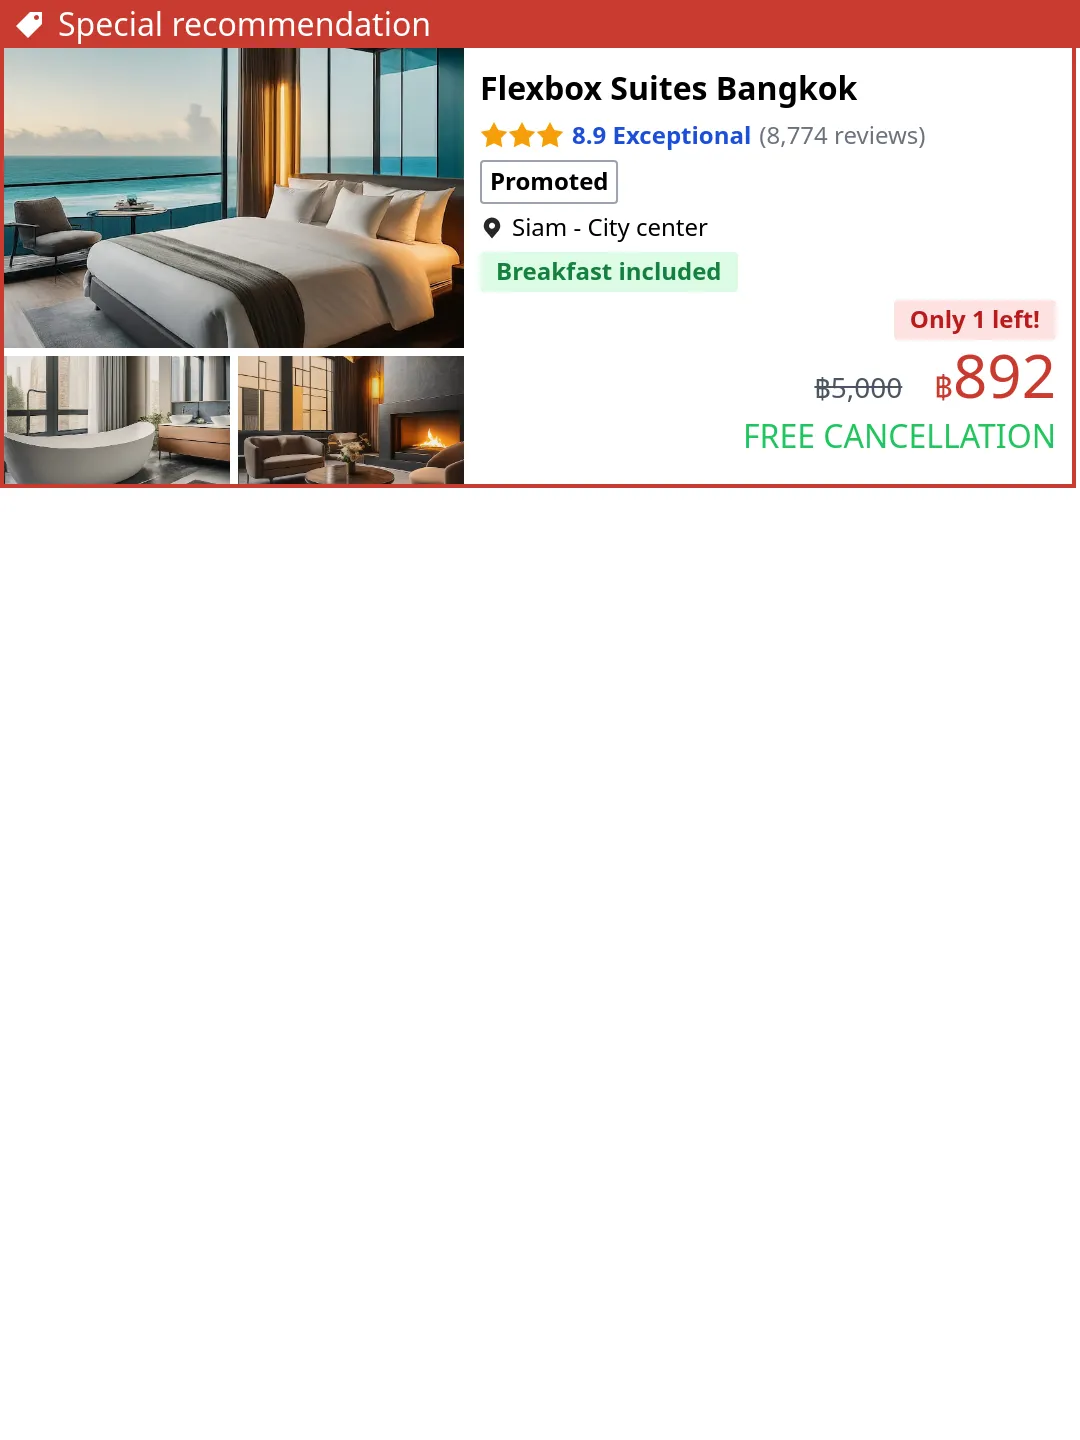 Special recommendation
Flexbox Suites Bangkok
8.9 Exceptional (8,774 reviews)
Promoted
Siam - City center
Breakfast included
Only 1 left!
฿5,000 ฿892
FREE CANCELLATION